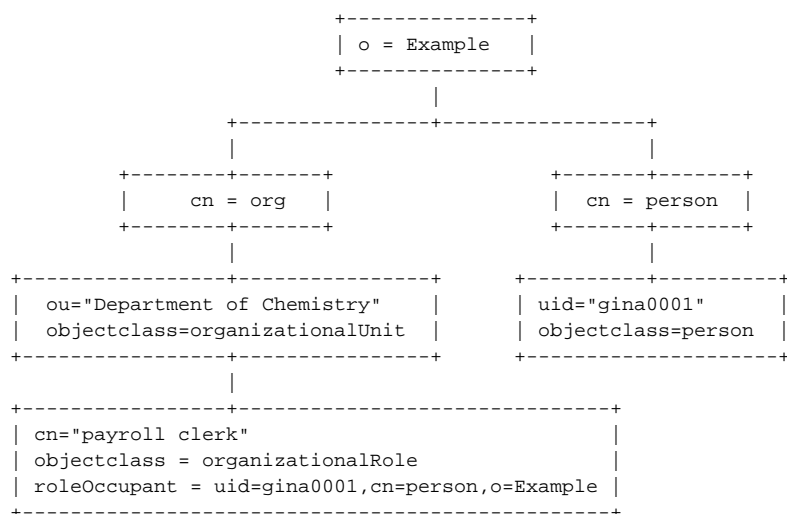 o = Example
cn = org
cn = person
ou="Department of Chemistry"
objectclass=organizationalUnit
uid="gina0001"
objectclass=person
cn="payroll clerk"
objectclass = organizationalRole
roleOccupant = uid=gina0001,cn=person,o=Example